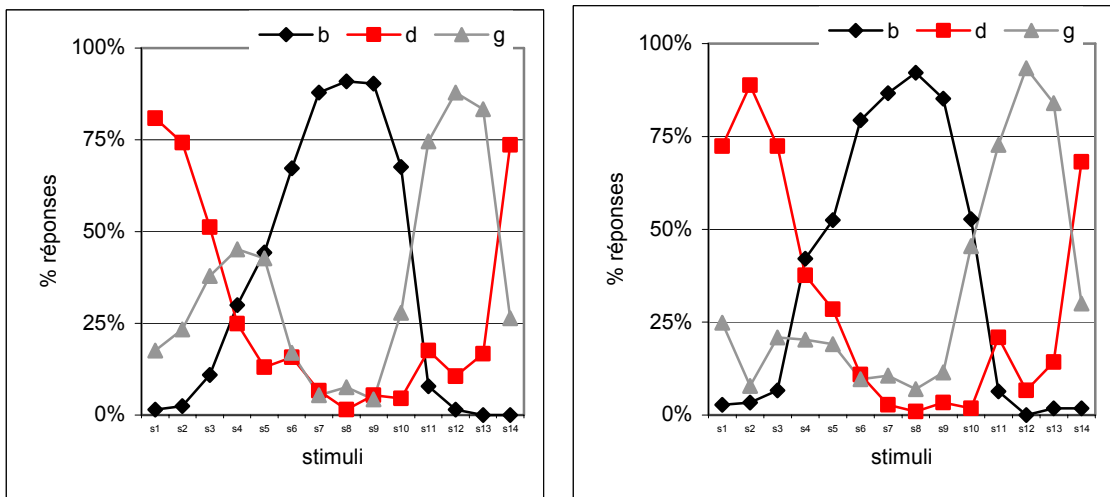 b d g
100%
75%
50%
25%
0%
% réponses
s1 s2 s3 s4 s5 s6 s7 s8 s9 s10 s11 s12 s13 s14
stimuli
b d g
100%
75%
50%
25%
0%
% réponses
s1 s2 s3 s4 s5 s6 s7 s8 s9 s10 s11 s12 s13 s14
stimuli